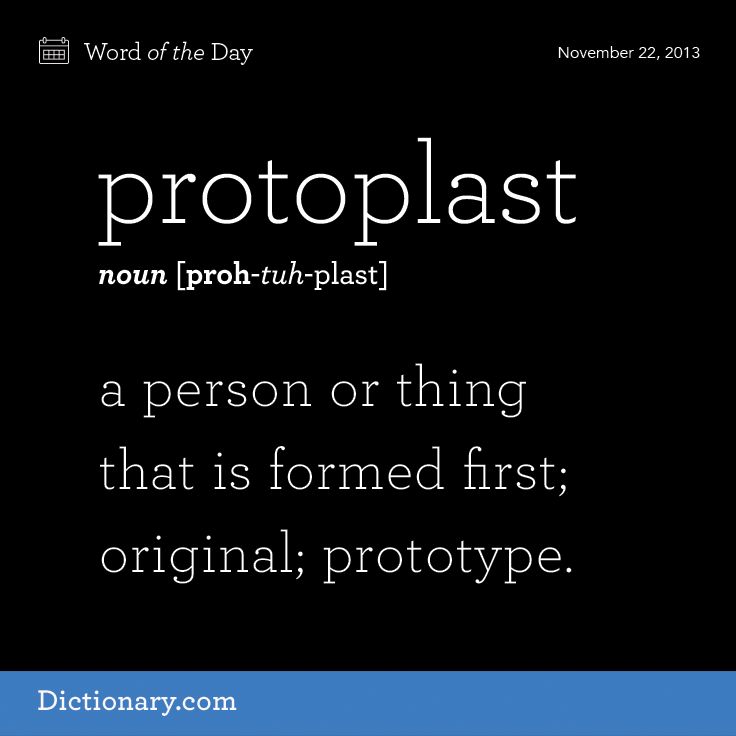 Word of the Day
November 22, 2013
protoplast
noun [proh-tuh-plast]
a person or thing
that is formed first;
original; prototype.
Dictionary.com